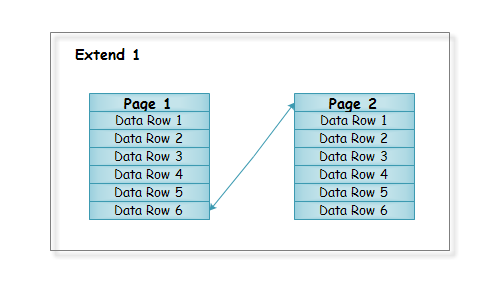 Extend 1
Page 1
Data Row 1
Data Row 2
Data Row 3
Data Row 4
Data Row 5
Data Row 6
Page 2
Data Row 1
Data Row 2
Data Row 3
Data Row 4
Data Row 5
Data Row 6